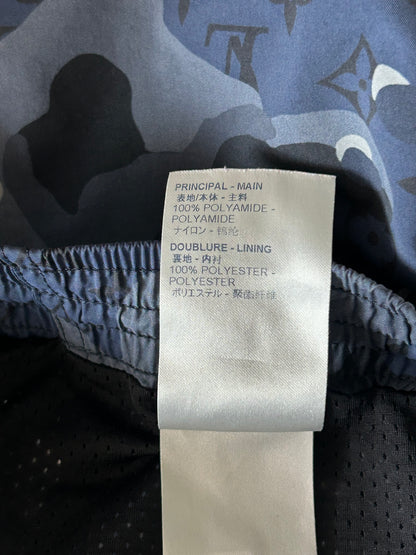 PRINCIPAL - MAIN
表地/本体 - 主料
100% POLYAMIDE -
POLYAMIDE
ナイロン - 锦纶
DOUBLURE - LINING
裏地 - 内衬
100% POLYESTER -
POLYESTER
ポリエステル - 聚酯纤维